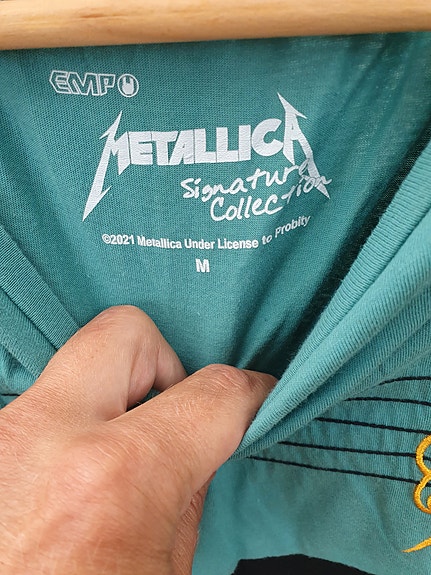 EMP
METALLICA
Signature
Collection
©2021 Metallica Under License to Probity
M